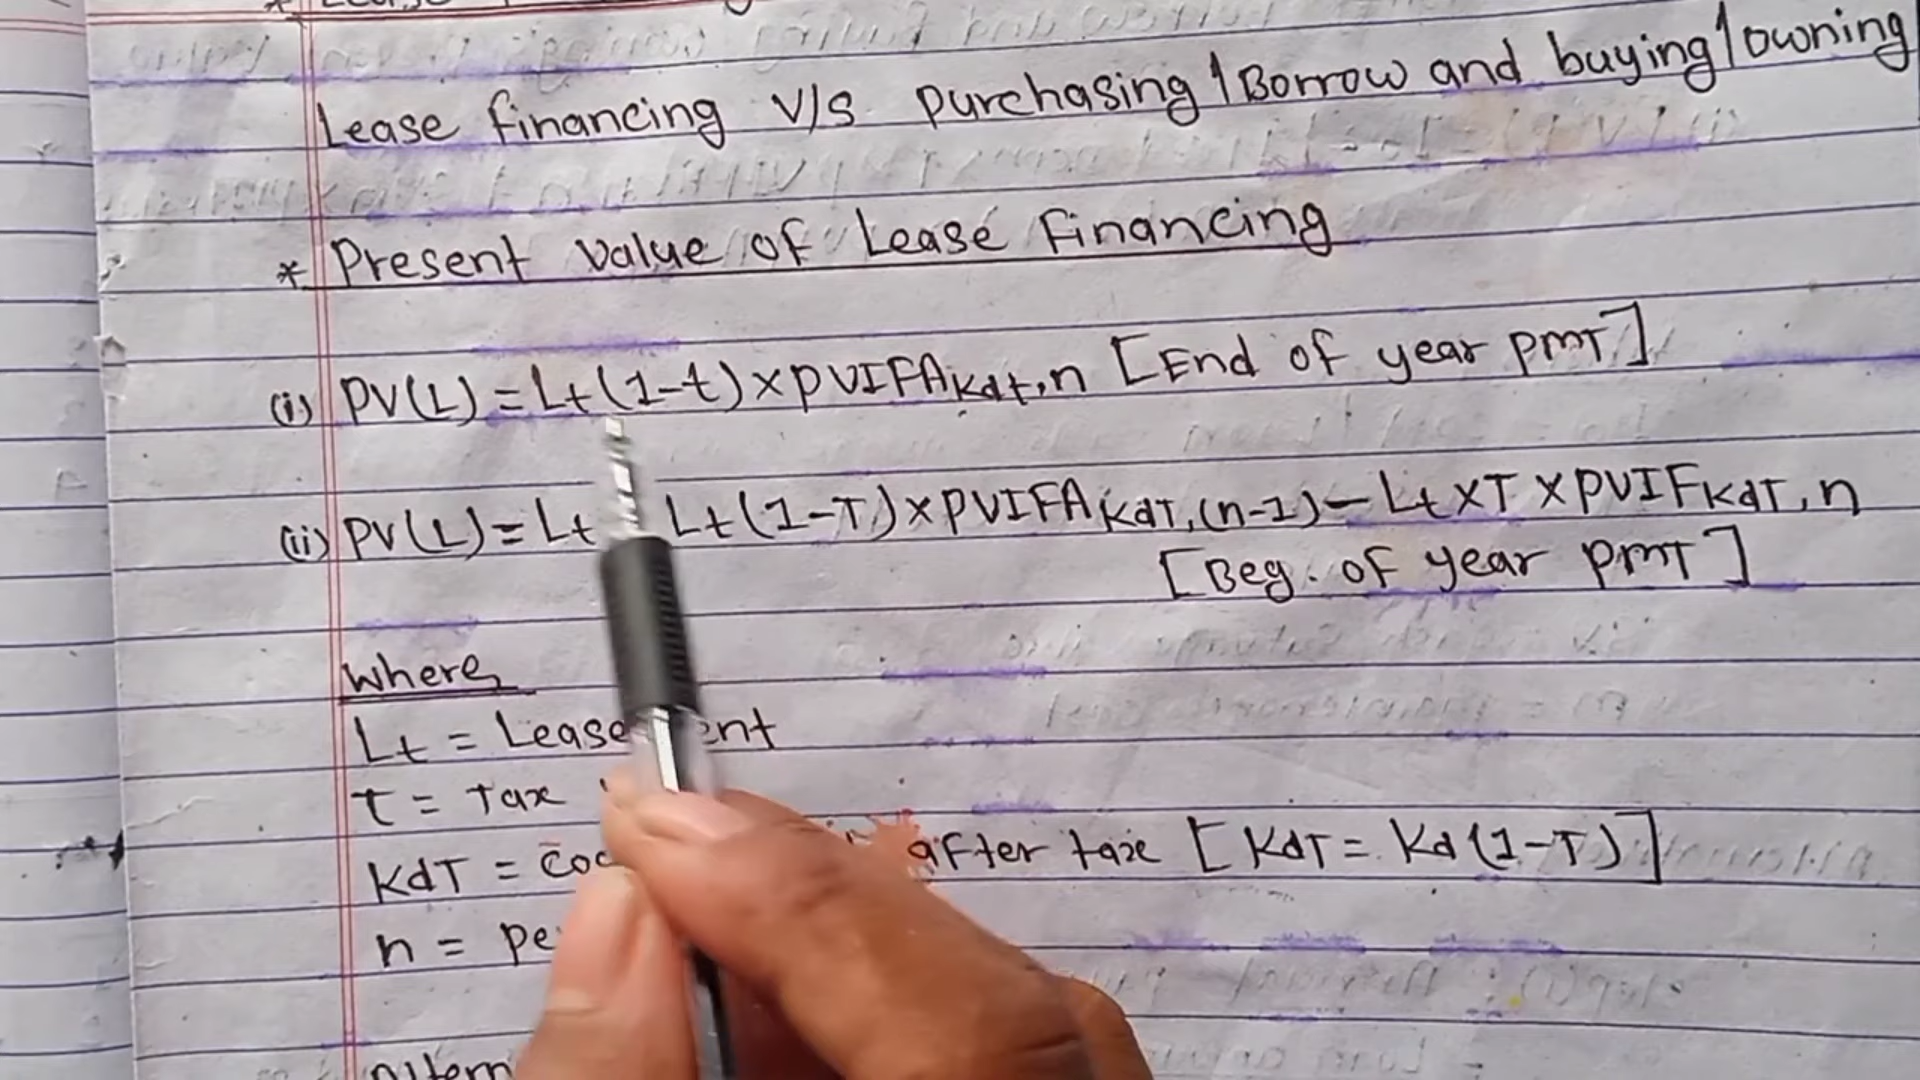 Lease Financing V/S Purchasing / Borrow and buying / owning
* Present Value of Lease Financing
(i) PV(L) = Lt(1-t) × PVIFAKdt,n [End of year PMT]
(ii) PV(L) = Lt Lt(1-T) × PVIFAKdT,(n-1) - Lt × T × PVIFKdT,n
[Beg. of year PMT]
Where,
Lt = Lease
t = Tax
KdT = after tax [KdT = Kd(1-T)]
n =